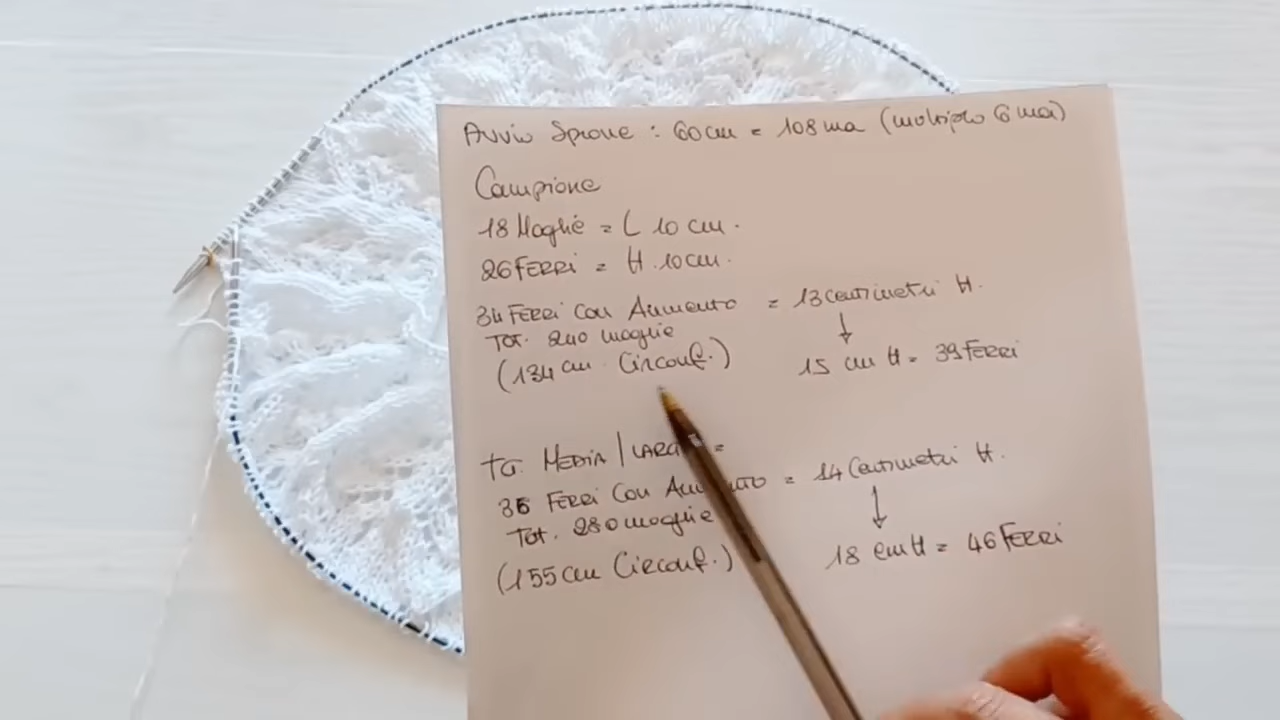 Avvio Sprone : 60 cm = 108 ma (multiplo 6 ma)
Campione
18 Maglie = L 10 cm.
26 FERRi = H. 10 cm.
34 FERRi Con Aumento = 13 centimetri H.
Tot. 240 maglie
(134 cm. Circonf.) 15 cm H = 39 FERRi
TG. MEDIA / LARGA =
36 FERRi Con Aumento = 14 Centimetri H.
Tot. 280 maglie
(155 cm Circonf.) 18 cm H = 46 FERRi